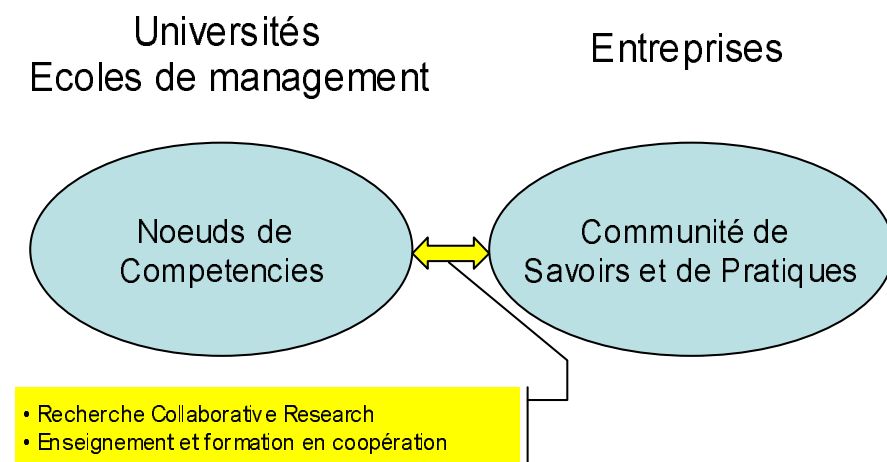 Universités
Ecoles de management
Entreprises
Noeuds de
Competencies
Communité de
Savoirs et de Pratiques
• Recherche Collaborative Research
• Enseignement et formation en coopération